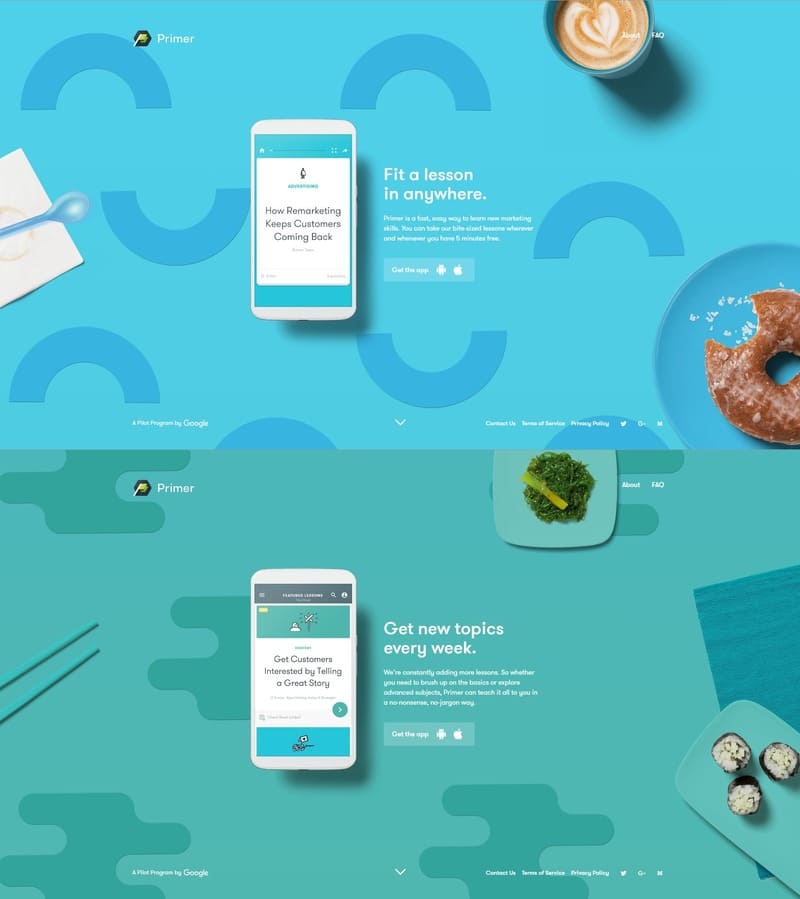 Primer
About FAQ
ADVERTISING
How Remarketing
Keeps Customers
Coming Back
Fit a lesson
in anywhere.
Primer is a fast, easy way to learn new marketing
skills. You can take our bite-sized lessons wherever
and whenever you have 5 minutes free.
Get the app
A Pilot Program by Google
Contact Us Terms of Service Privacy Policy G+ M
Primer
About FAQ
FEATURED LESSONS
CONTENT
Get Customers
Interested by Telling
a Great Story
Get new topics
every week.
We're constantly adding more lessons. So whether
you need to brush up on the basics or explore
advanced subjects, Primer can teach it all to you in
a no-nonsense, no-jargon way.
Get the app
A Pilot Program by Google
Contact Us Terms of Service Privacy Policy G+ M